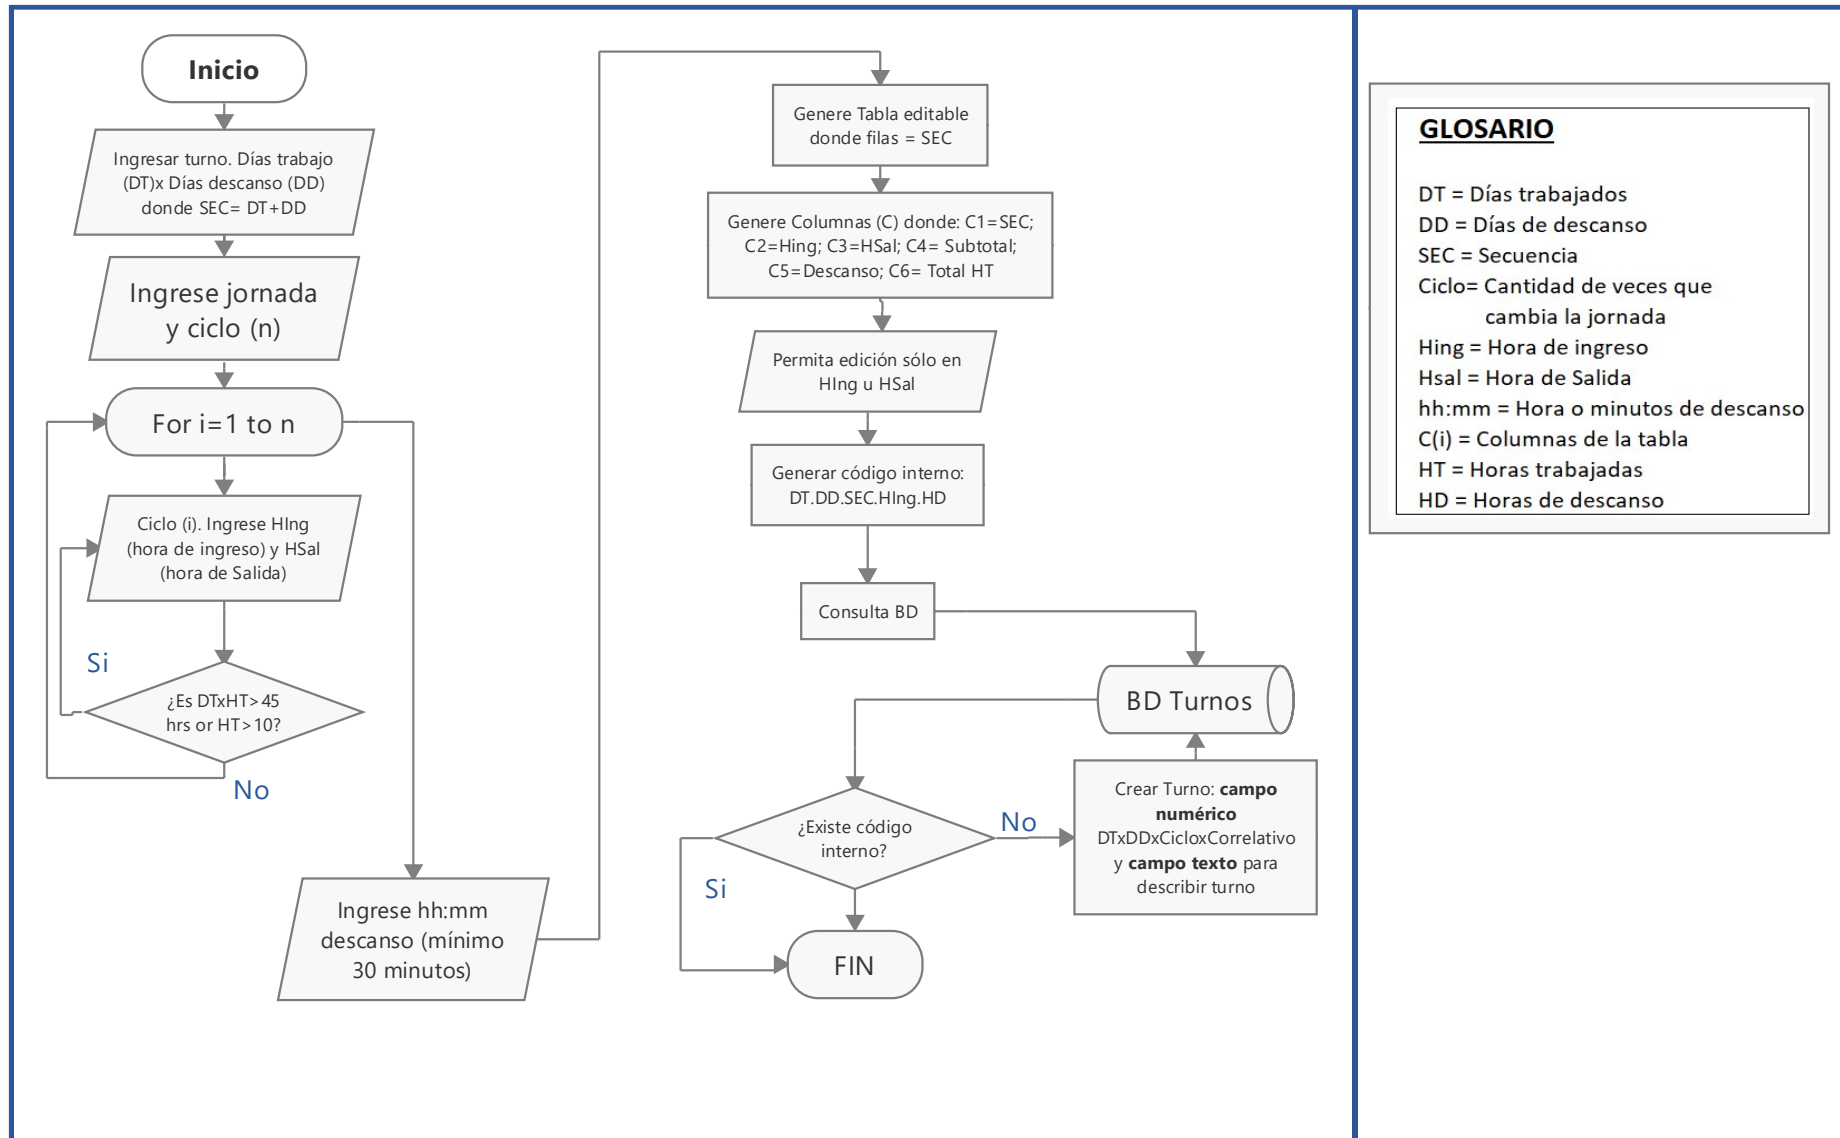 Inicio
Ingresar turno. Días trabajo
(DT)x Días descanso (DD)
donde SEC= DT+DD
Ingrese jornada
y ciclo (n)
For i=1 to n
Ciclo (i). Ingrese HIng
(hora de ingreso) y HSal
(hora de Salida)
Si
¿Es DTxHT>45
hrs or HT>10?
No
Ingrese hh:mm
descanso (mínimo
30 minutos)
Genere Tabla editable
donde filas = SEC
Genere Columnas (C) donde: C1=SEC;
C2=Hing; C3=HSal; C4= Subtotal;
C5=Descanso; C6= Total HT
Permita edición sólo en
HIng u HSal
Generar código interno:
DT.DD.SEC.HIng.HD
Consulta BD
BD Turnos
¿Existe código
interno?
No
Si
Crear Turno: campo
numérico
DTxDDxCicloxCorrelativo
y campo texto para
describir turno
FIN
GLOSARIO
DT = Días trabajados
DD = Días de descanso
SEC = Secuencia
Ciclo= Cantidad de veces que
cambia la jornada
Hing = Hora de ingreso
Hsal = Hora de Salida
hh:mm = Hora o minutos de descanso
C(i) = Columnas de la tabla
HT = Horas trabajadas
HD = Horas de descanso